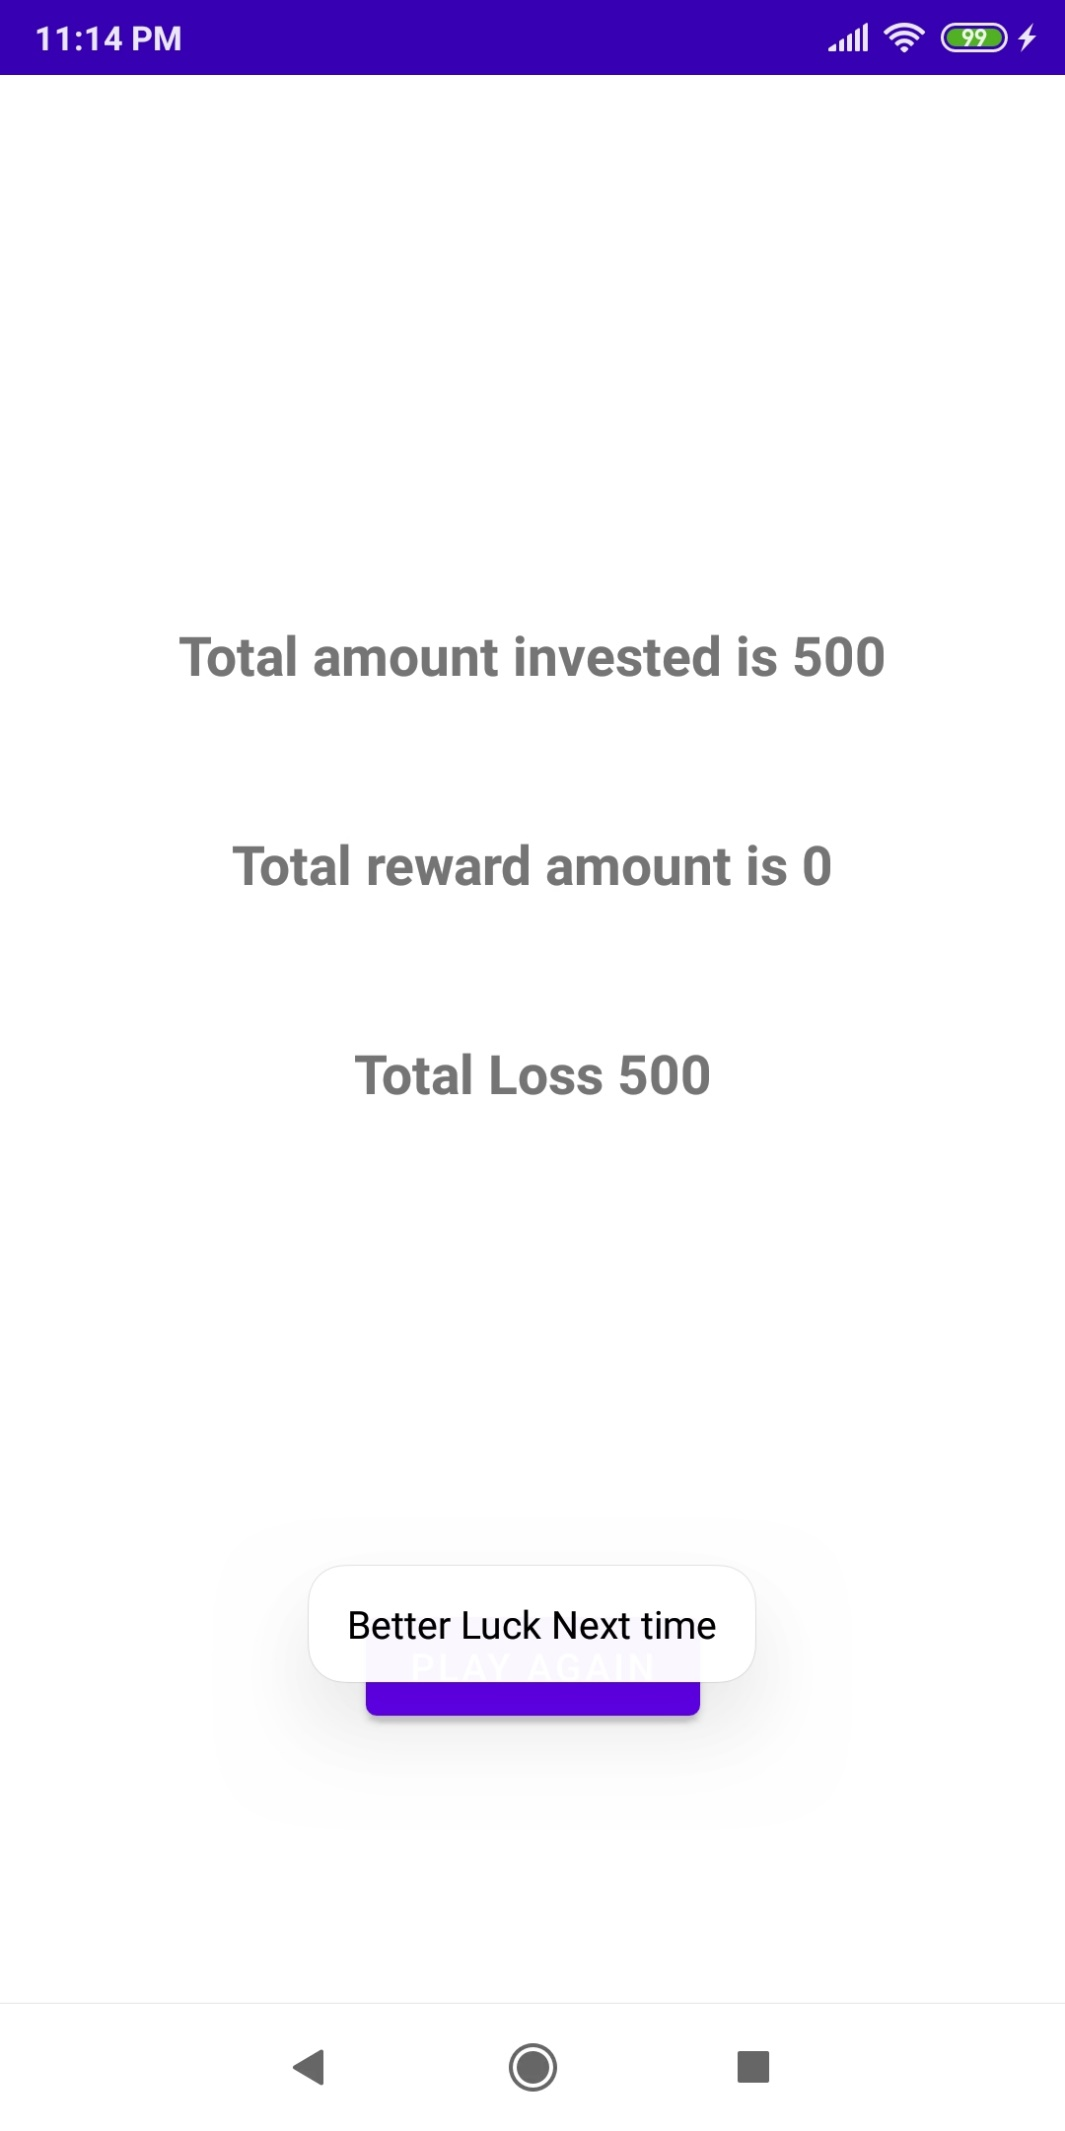 11:14 PM
99
Total amount invested is 500
Total reward amount is 0
Total Loss 500
Better Luck Next time
PLAY AGAIN